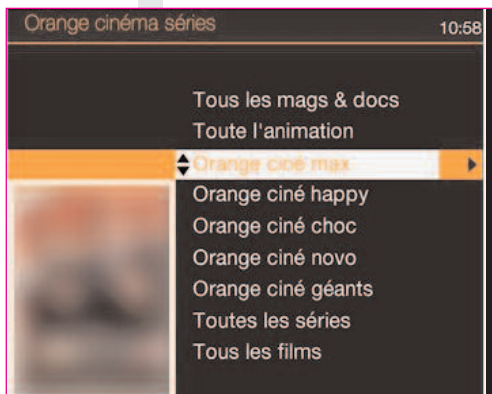 Orange cinéma séries
10:58
Tous les mags & docs
Toute l'animation
Orange ciné max
Orange ciné happy
Orange ciné choc
Orange ciné novo
Orange ciné géants
Toutes les séries
Tous les films